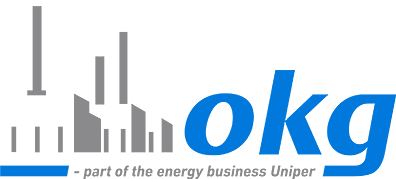 okg
- part of the energy business Uniper